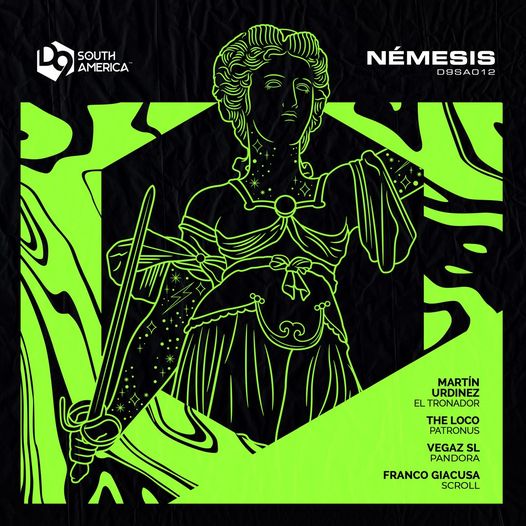 D9 SOUTH
AMERICA™
NÉMESIS
D9SA012
MARTÍN
URDINEZ
EL TRONADOR
THE LOCO
PATRONUS
VEGAZ SL
PANDORA
FRANCO GIACUSA
SCROLL